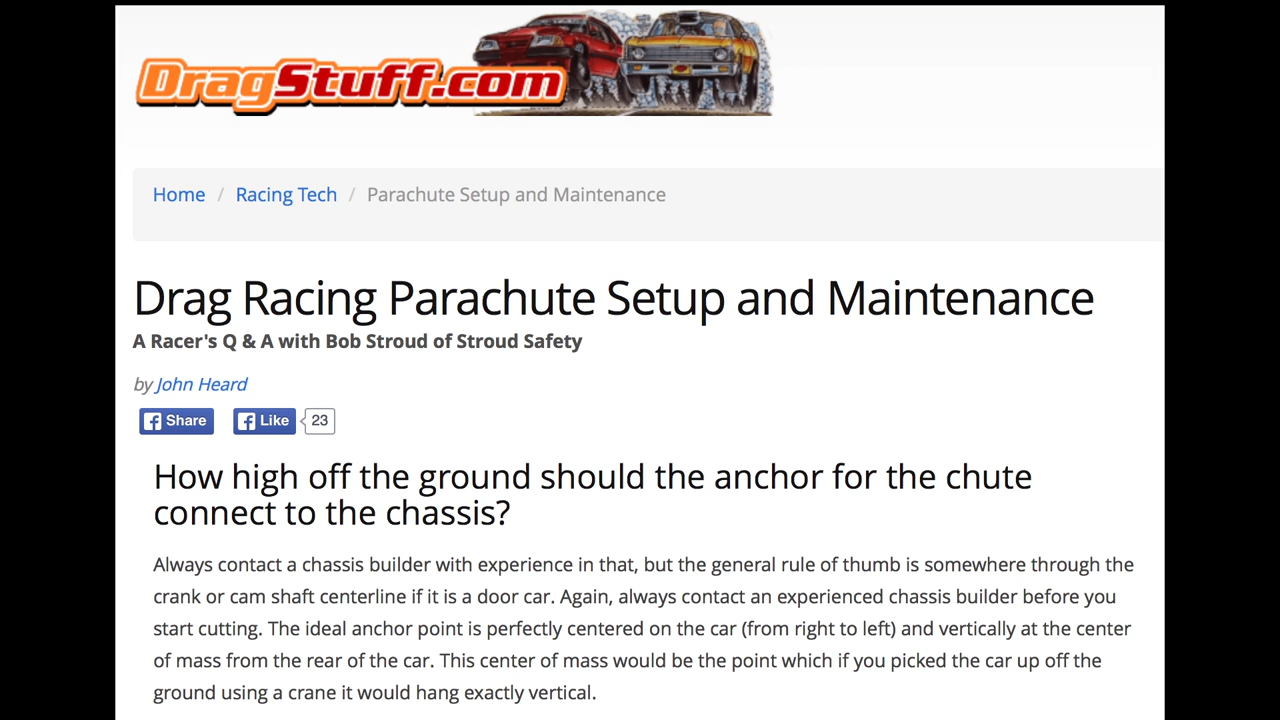 DragStuff.com
Home / Racing Tech / Parachute Setup and Maintenance
Drag Racing Parachute Setup and Maintenance
A Racer's Q & A with Bob Stroud of Stroud Safety
by John Heard
Share Like 23
How high off the ground should the anchor for the chute
connect to the chassis?
Always contact a chassis builder with experience in that, but the general rule of thumb is somewhere through the
crank or cam shaft centerline if it is a door car. Again, always contact an experienced chassis builder before you
start cutting. The ideal anchor point is perfectly centered on the car (from right to left) and vertically at the center
of mass from the rear of the car. This center of mass would be the point which if you picked the car up off the
ground using a crane it would hang exactly vertical.